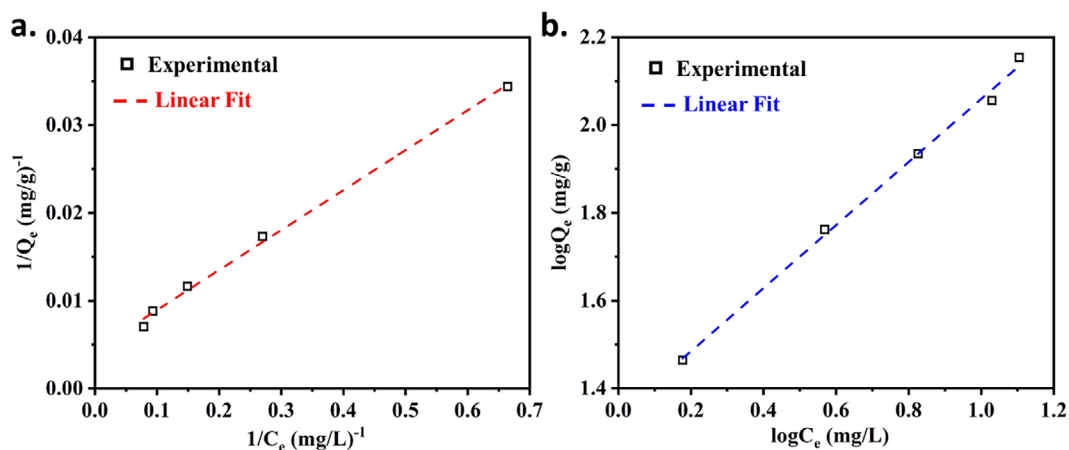 a.
0.04
0.03
0.02
0.01
0.00
1/Qₑ (mg/g)⁻¹
Experimental
Linear Fit
0.0 0.1 0.2 0.3 0.4 0.5 0.6 0.7
1/Cₑ (mg/L)⁻¹
b.
2.2
2.0
1.8
1.6
1.4
logQₑ (mg/g)
Experimental
Linear Fit
0.0 0.2 0.4 0.6 0.8 1.0 1.2
logCₑ (mg/L)